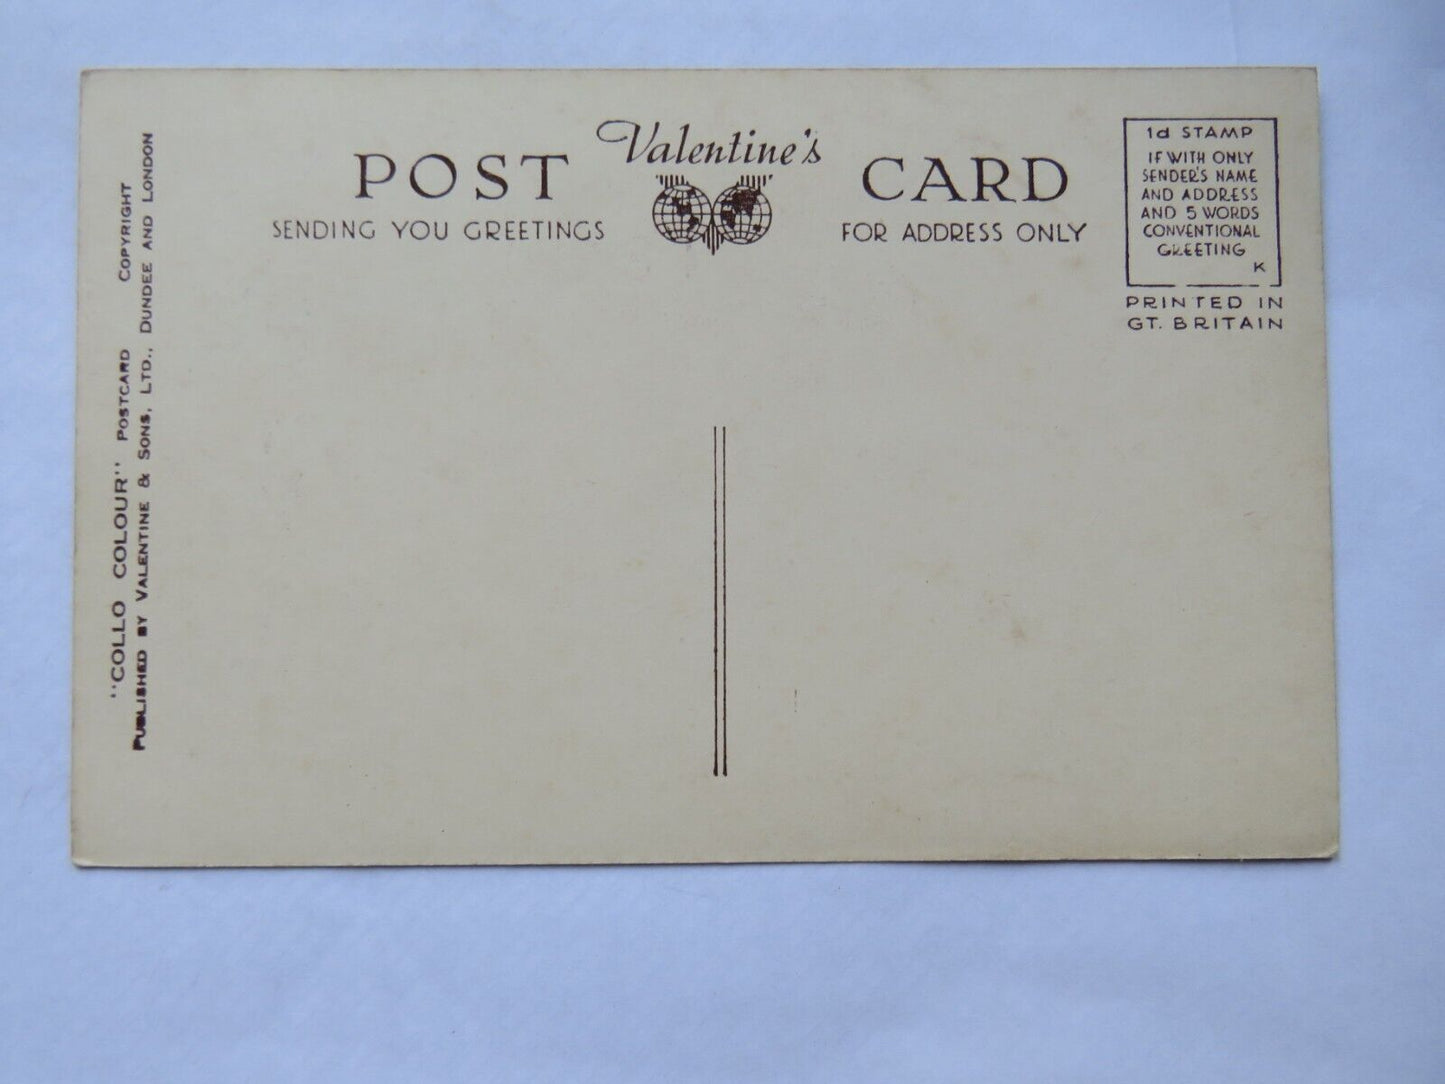 Valentine's
POST CARD
SENDING YOU GREETINGS
FOR ADDRESS ONLY
1d STAMP
IF WITH ONLY
SENDER'S NAME
AND ADDRESS
AND 5 WORDS
CONVENTIONAL
GREETING
K
PRINTED IN
GT. BRITAIN
"COLLO COLOUR" POSTCARD COPYRIGHT
PUBLISHED BY VALENTINE & SONS, LTD., DUNDEE AND LONDON